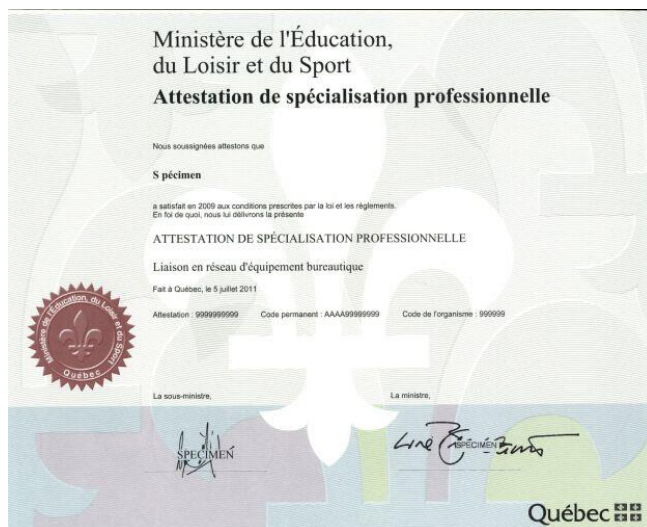 Ministère de l'Éducation,
du Loisir et du Sport
Attestation de spécialisation professionnelle
Nous soussignées attestons que
S pécimen
a satisfait en 2009 aux conditions prescrites par la loi et les règlements.
En foi de quoi, nous lui délivrons la présente
ATTESTATION DE SPÉCIALISATION PROFESSIONNELLE
Liaison en réseau d'équipement bureautique
Fait à Québec, le 5 juillet 2011
Attestation : 9999999999 Code permanent : AAAA99999999 Code de l'organisme : 999999
Ministère de l'Éducation, du Loisir et du Sport
Québec
La sous-ministre, La ministre,
SPÉCIMEN SPÉCIMEN
Québec